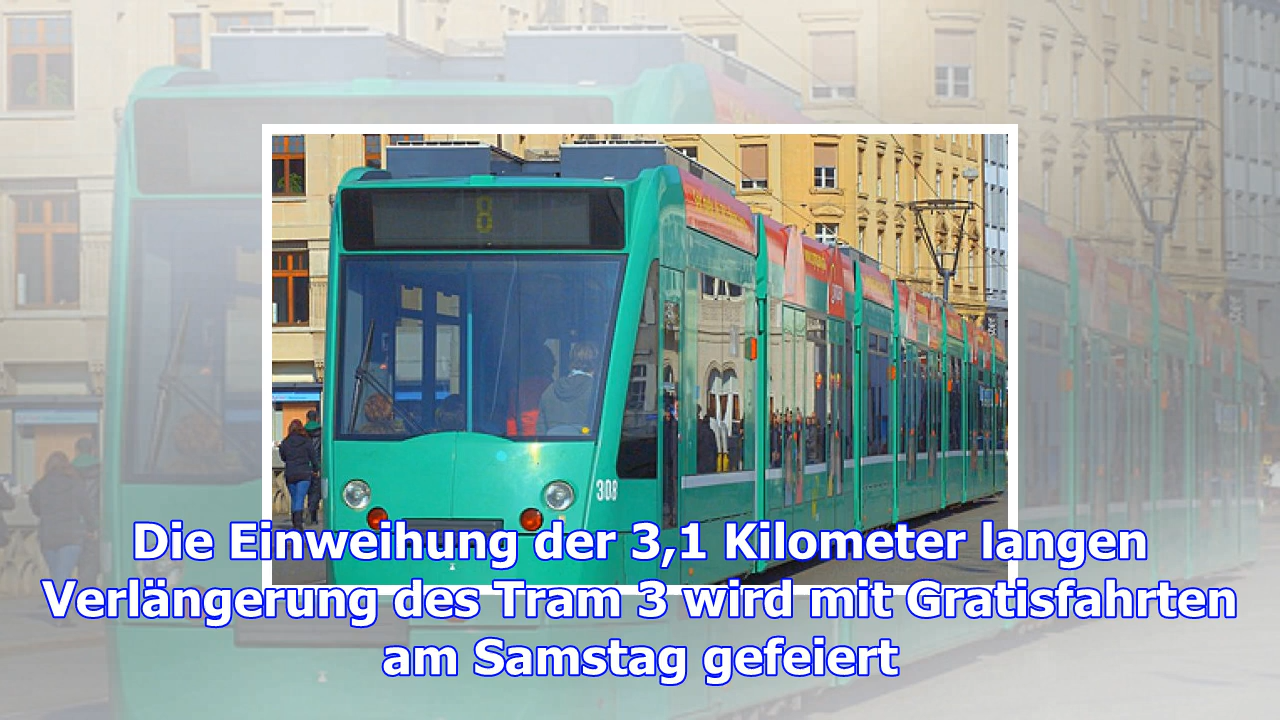 8
308
Die Einweihung der 3,1 Kilometer langen
Verlängerung des Tram 3 wird mit Gratisfahrten
am Samstag gefeiert